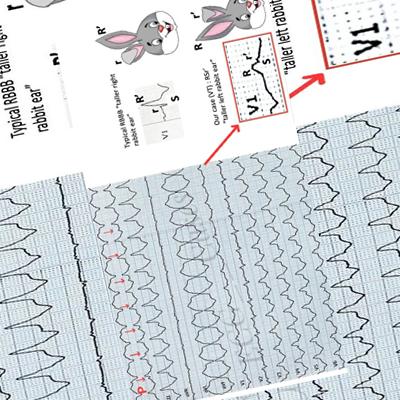 r
Typical RBBB "taller right
rabbit ear"
R'
r
Typical RBBB "taller right
rabbit ear"
R'
r
S
V1
r'
R
Our case (VT) : RSr'
"taller left rabbit ear"
R r'
S
V1
"taller left rabbit
V1